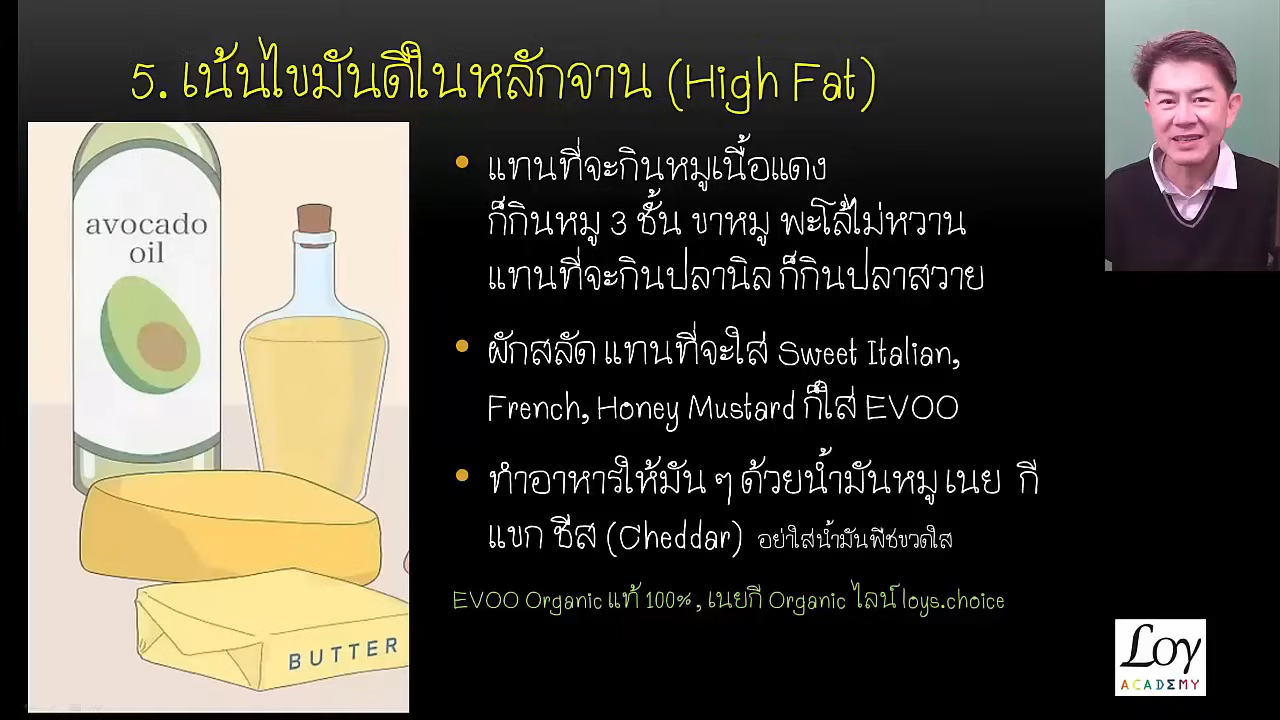 5. เน้นไขมันดีในหลักจาน (High Fat)
avocado
oil
BUTTER
• แทนที่จะกินหมูเนื้อแดง
ก็กินหมู 3 ชั้น ขาหมู พะโล้ไม่หวาน
แทนที่จะกินปลานิล ก็กินปลาสวาย
• ผักสลัด แทนที่จะใส่ Sweet Italian,
French, Honey Mustard ก็ใส่ EVOO
• ทำอาหารให้มัน ๆ ด้วยน้ำมันหมู เนย กี
แขก ชีส (Cheddar) อย่าใส่น้ำมันพืชขวดใส
EVOO Organic แท้ 100% , เนยกี Organic ไลน์ loys.choice
Loy
ACADEMY